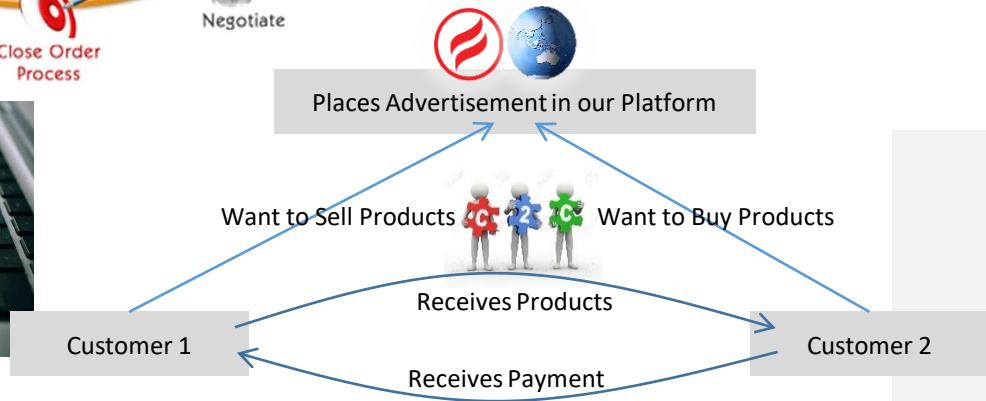 Negotiate
Close Order
Process
Places Advertisement in our Platform
Want to Sell Products
C 2 C
Want to Buy Products
Receives Products
Customer 1
Customer 2
Receives Payment